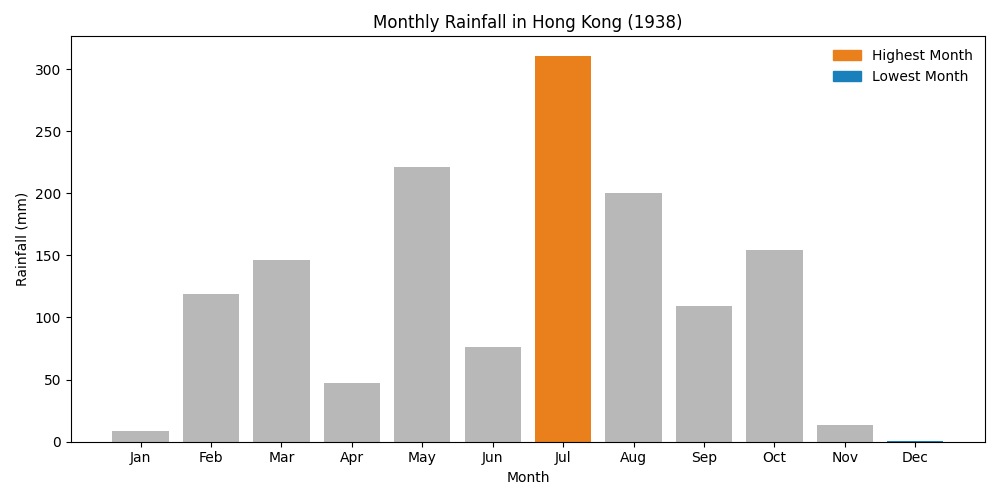 Monthly Rainfall in Hong Kong (1938)
Highest Month
Lowest Month
Rainfall (mm)
300
250
200
150
100
50
0
Jan Feb Mar Apr May Jun Jul Aug Sep Oct Nov Dec
Month